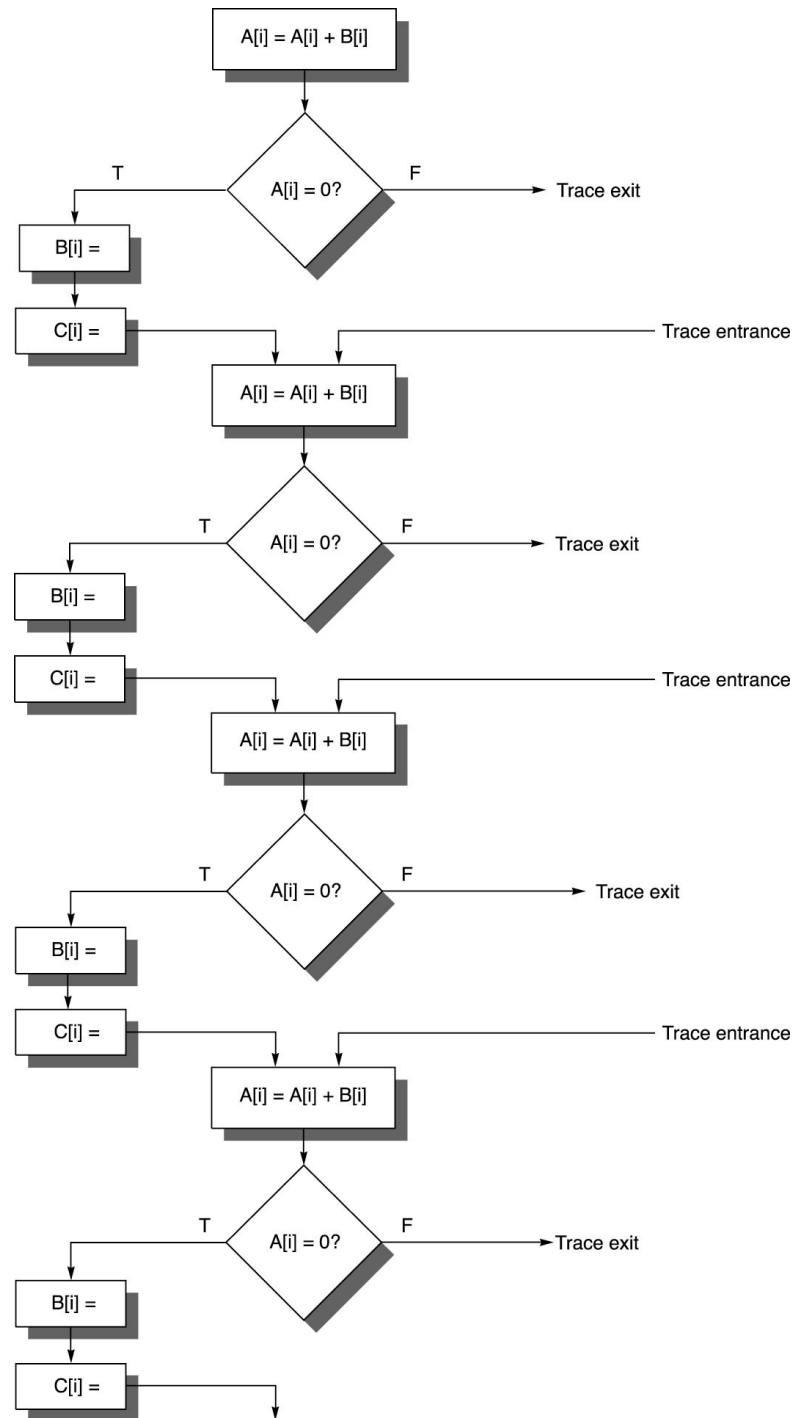 A[i] = A[i] + B[i]
T
A[i] = 0?
F
Trace exit
B[i] =
C[i] =
Trace entrance
A[i] = A[i] + B[i]
T
A[i] = 0?
F
Trace exit
B[i] =
C[i] =
Trace entrance
A[i] = A[i] + B[i]
T
A[i] = 0?
F
Trace exit
B[i] =
C[i] =
Trace entrance
A[i] = A[i] + B[i]
T
A[i] = 0?
F
Trace exit
B[i] =
C[i] =